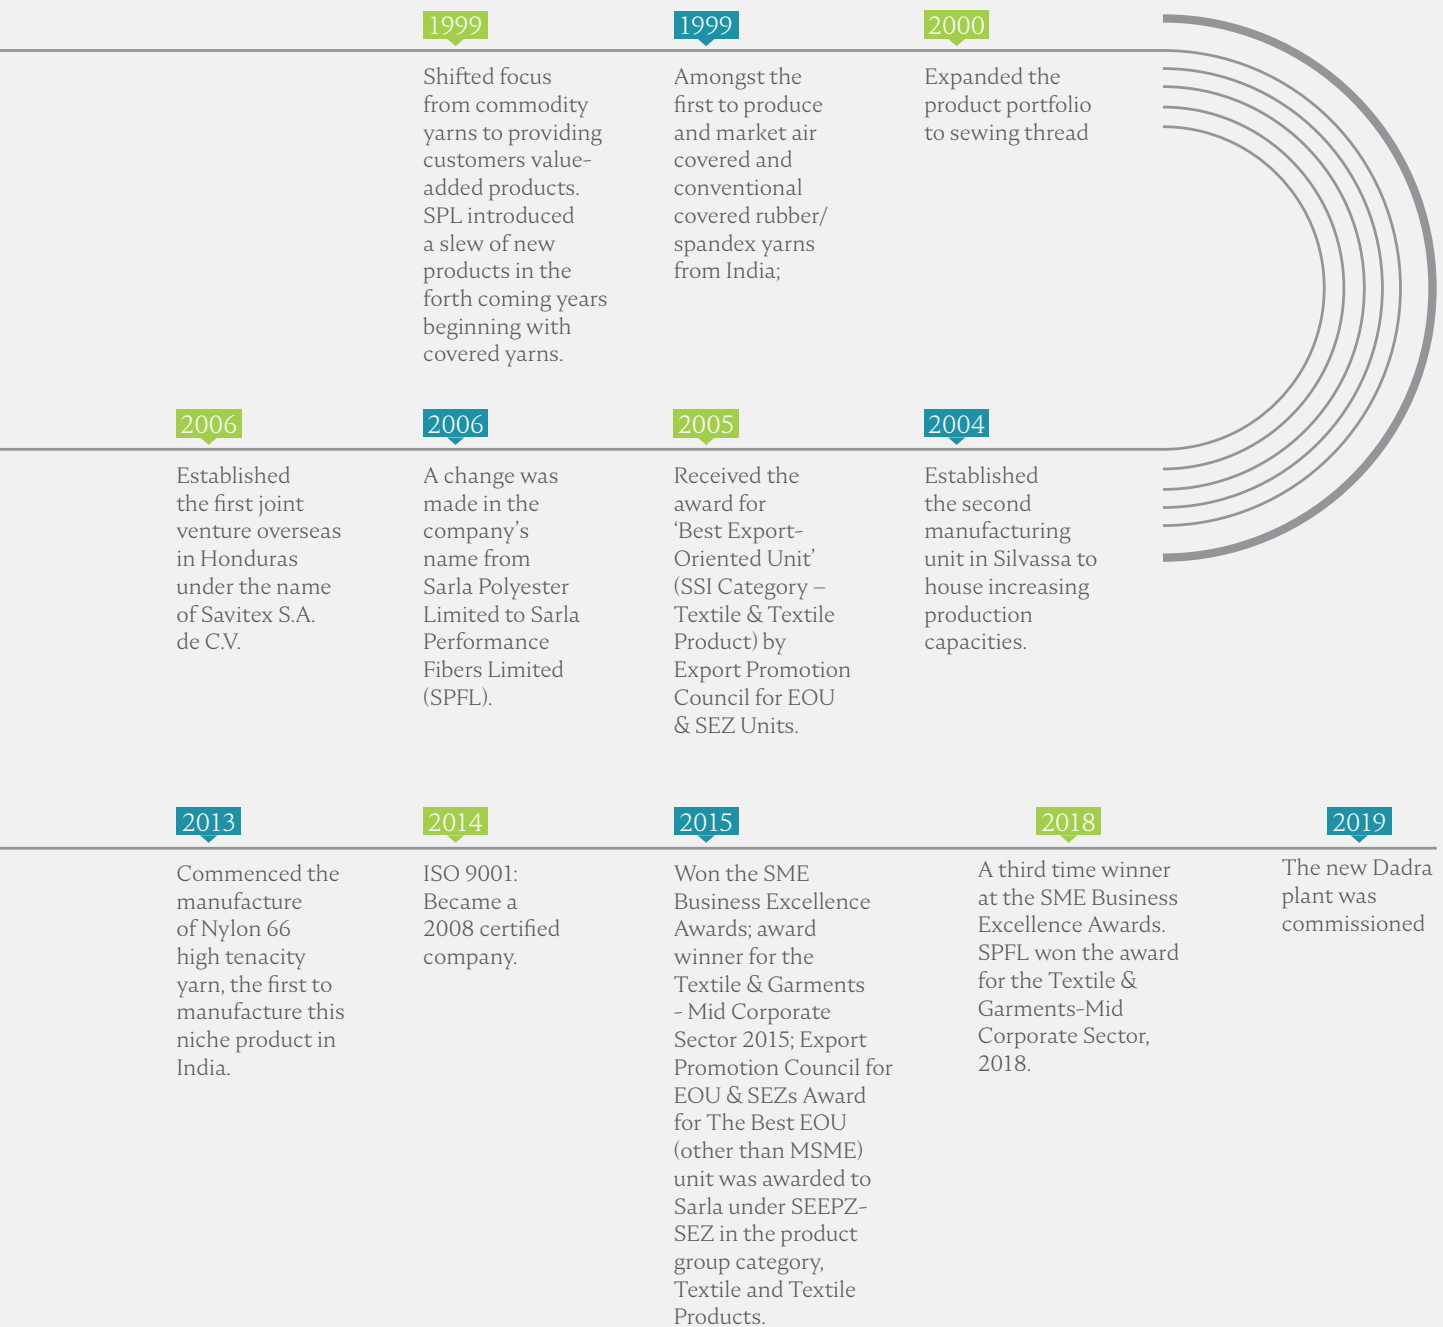 1999
Shifted focus
from commodity
yarns to providing
customers value-
added products.
SPL introduced
a slew of new
products in the
forth coming years
beginning with
covered yarns.
1999
Amongst the
first to produce
and market air
covered and
conventional
covered rubber/
spandex yarns
from India;
2000
Expanded the
product portfolio
to sewing thread
2006
Established
the first joint
venture overseas
in Honduras
under the name
of Savitex S.A.
de C.V.
2006
A change was
made in the
company’s
name from
Sarla Polyester
Limited to Sarla
Performance
Fibers Limited
(SPFL).
2005
Received the
award for
‘Best Export-
Oriented Unit’
(SSI Category –
Textile & Textile
Product) by
Export Promotion
Council for EOU
& SEZ Units.
2004
Established
the second
manufacturing
unit in Silvassa to
house increasing
production
capacities.
2013
Commenced the
manufacture
of Nylon 66
high tenacity
yarn, the first to
manufacture this
niche product in
India.
2014
ISO 9001:
Became a
2008 certified
company.
2015
Won the SME
Business Excellence
Awards; award
winner for the
Textile & Garments
- Mid Corporate
Sector 2015; Export
Promotion Council for
EOU & SEZs Award
for The Best EOU
(other than MSME)
unit was awarded to
Sarla under SEEPZ-
SEZ in the product
group category,
Textile and Textile
Products.
2018
A third time winner
at the SME Business
Excellence Awards.
SPFL won the award
for the Textile &
Garments-Mid
Corporate Sector,
2018.
2019
The new Dadra
plant was
commissioned